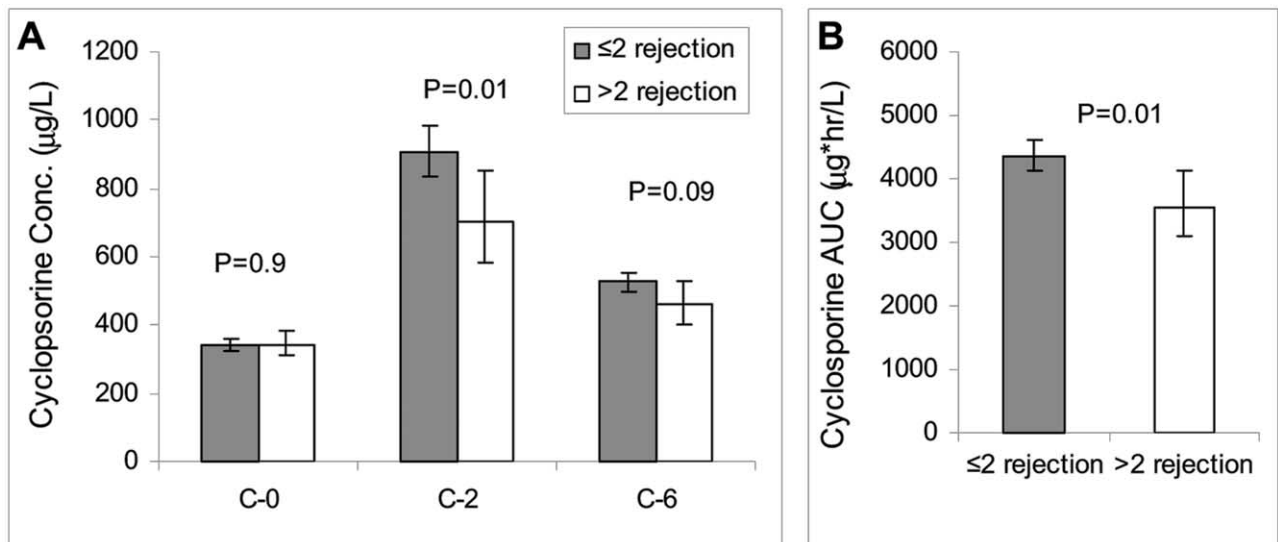 A
Cyclopsorine Conc. (µg/L)
1200
1000
800
600
400
200
0
≤2 rejection
>2 rejection
P=0.9
P=0.01
P=0.09
C-0
C-2
C-6
B
Cyclosporine AUC (µg*hr/L)
6000
5000
4000
3000
2000
1000
0
P=0.01
≤2 rejection
>2 rejection